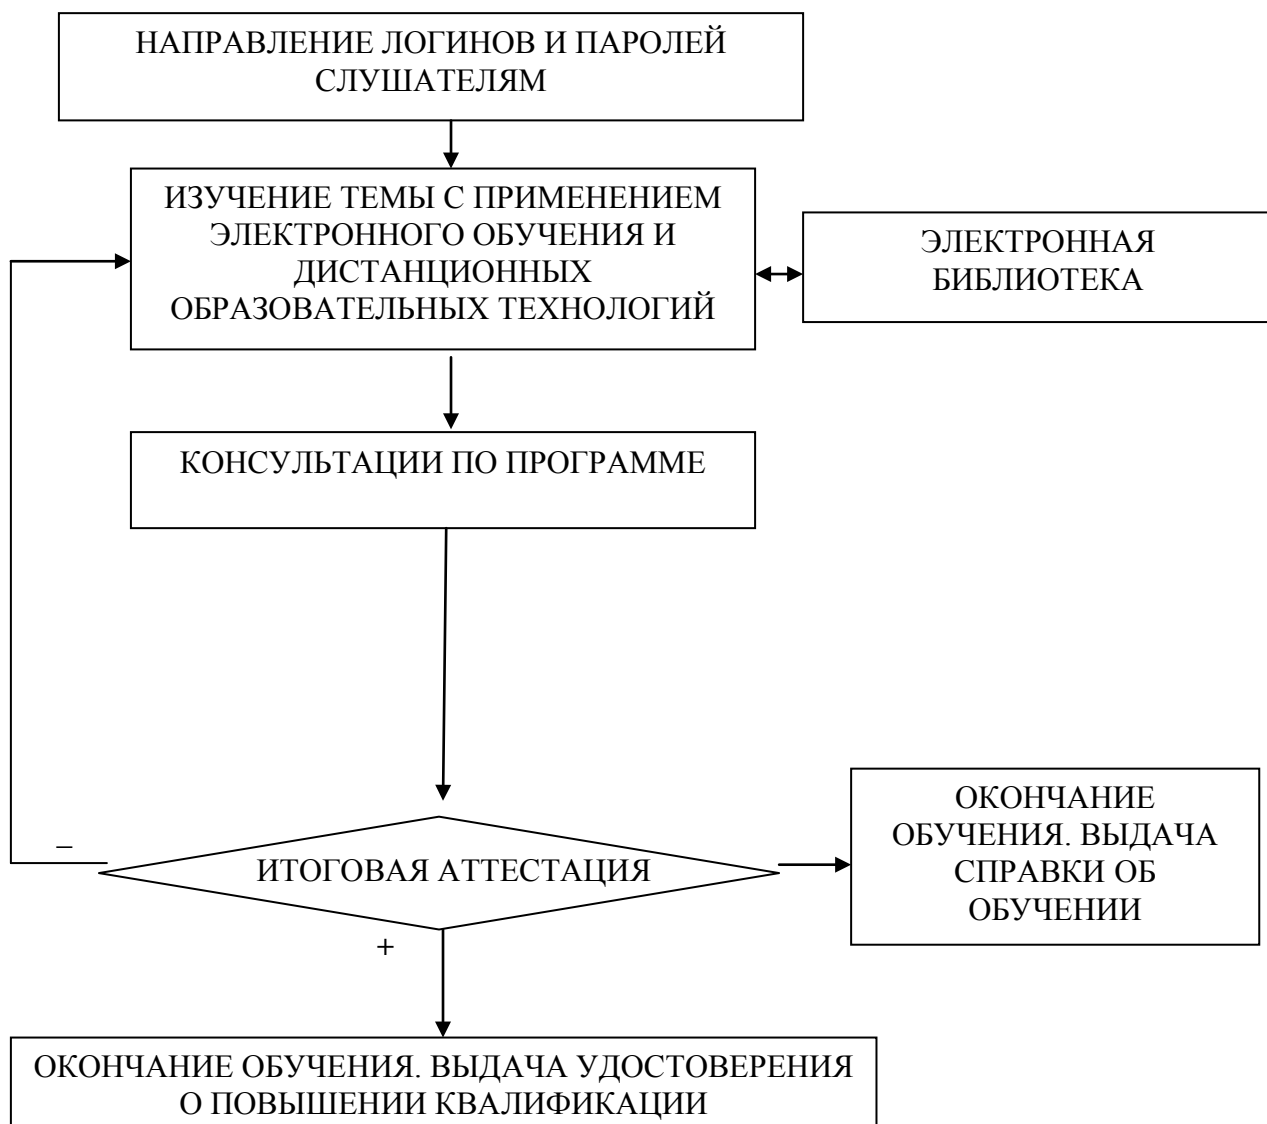 НАПРАВЛЕНИЕ ЛОГИНОВ И ПАРОЛЕЙ
СЛУШАТЕЛЯМ
ИЗУЧЕНИЕ ТЕМЫ С ПРИМЕНЕНИЕМ
ЭЛЕКТРОННОГО ОБУЧЕНИЯ И
ДИСТАНЦИОННЫХ
ОБРАЗОВАТЕЛЬНЫХ ТЕХНОЛОГИЙ
ЭЛЕКТРОННАЯ
БИБЛИОТЕКА
КОНСУЛЬТАЦИИ ПО ПРОГРАММЕ
–
ИТОГОВАЯ АТТЕСТАЦИЯ
ОКОНЧАНИЕ
ОБУЧЕНИЯ. ВЫДАЧА
СПРАВКИ ОБ
ОБУЧЕНИИ
+
ОКОНЧАНИЕ ОБУЧЕНИЯ. ВЫДАЧА УДОСТОВЕРЕНИЯ
О ПОВЫШЕНИИ КВАЛИФИКАЦИИ